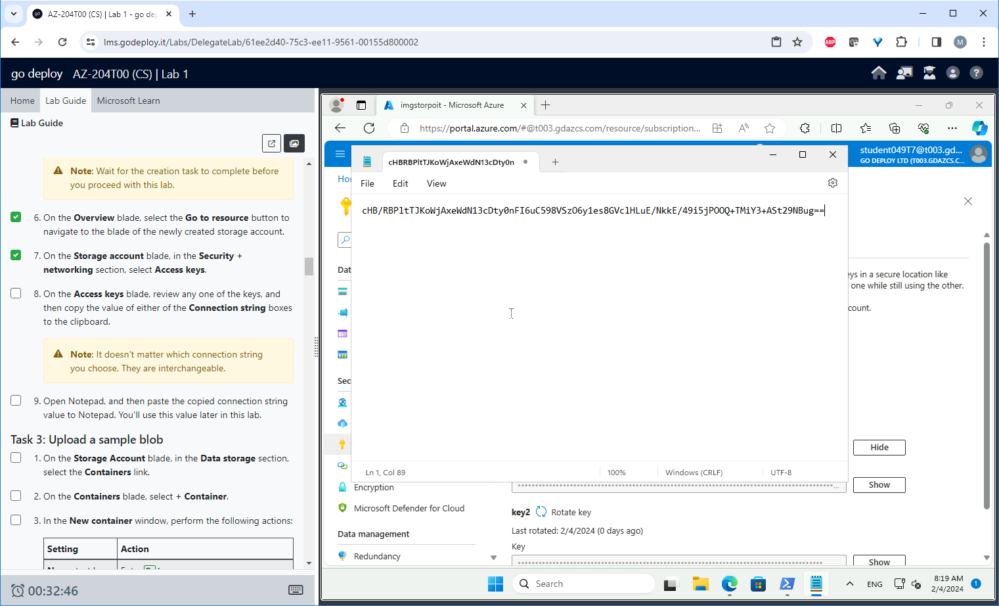 AZ-204T00 (CS) | Lab 1 - go de
lms.godeploy.it/Labs/DelegateLab/61ee2d40-75c3-ee11-9561-00155d800002
ABP
M
go deploy AZ-204T00 (CS) | Lab 1
Home Lab Guide Microsoft Learn
Lab Guide
Note: Wait for the creation task to complete before
you proceed with this lab.
6. On the Overview blade, select the Go to resource button to
navigate to the blade of the newly created storage account.
7. On the Storage account blade, in the Security +
networking section, select Access keys.
8. On the Access keys blade, review any one of the keys, and
then copy the value of either of the Connection string boxes
to the clipboard.
Note: It doesn't matter which connection string
you choose. They are interchangeable.
9. Open Notepad, and then paste the copied connection string
value to Notepad. You'll use this value later in this lab.
Task 3: Upload a sample blob
1. On the Storage Account blade, in the Data storage section,
select the Containers link.
2. On the Containers blade, select + Container.
3. In the New container window, perform the following actions:
Setting Action
00:32:46
imgstorpoit - Microsoft Azure
https://portal.azure.com/#@t003.gdazcs.com/resource/subscription...
student049T7@t003.gd...
GO DEPLOY LTD (T003.GDAZCS.C...
Hor
cHBRBPltTJKoWjAxeWdN13cDty0n
File Edit View
cHB/RBPltTJKoWjAxeWdN13cDty0nFI6uC598VSzO6y1es8GVclHLuE/NkkE/49i5jPOOQ+TMiY3+ASt29NBug==
Ln 1, Col 89 100% Windows (CRLF) UTF-8
Dat
Sec
eys in a secure location like
one while still using the other.
count.
Hide
Encryption
Show
Microsoft Defender for Cloud
key2 Rotate key
Last rotated: 2/4/2024 (0 days ago)
Data management
Key
Redundancy
Show
Search
ENG
8:19 AM
2/4/2024
1